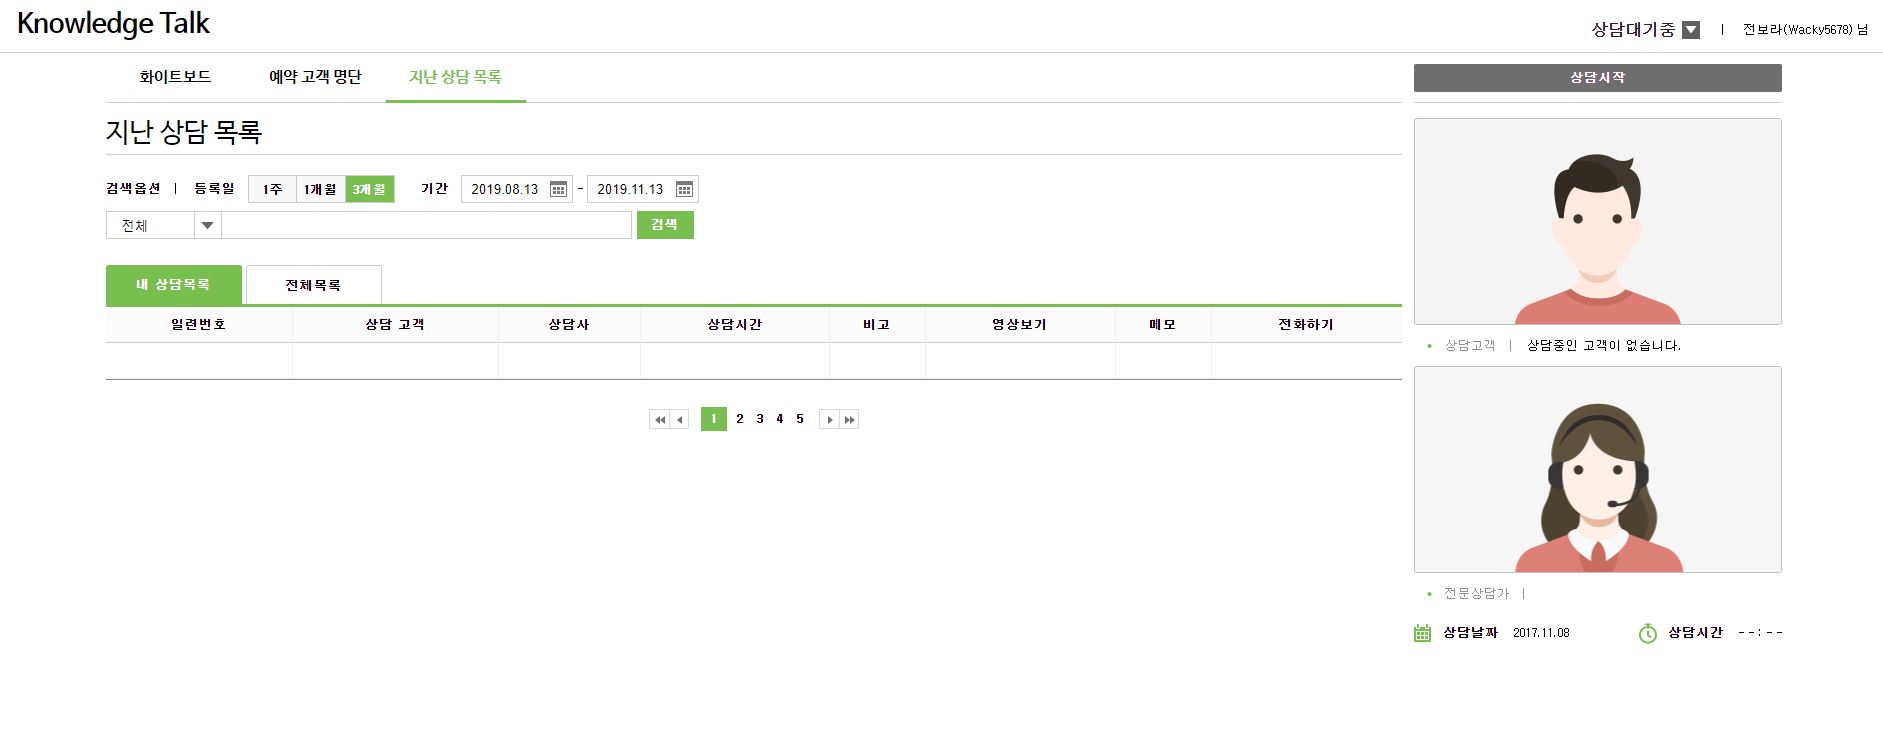 Knowledge Talk
상담대기중 | 전보라(Wacky5678) 님
화이트보드 예약 고객 명단 지난 상담 목록
상담시작
지난 상담 목록
검색옵션 | 등록일 1주 1개월 3개월 기간 2019.08.13 - 2019.11.13
전체 검색
내 상담목록 전체목록
일련번호 상담 고객 상담사 상담시간 비고 영상보기 메모 전화하기
1 2 3 4 5
• 상담고객 | 상담중인 고객이 없습니다.
• 전문상담가 |
상담날짜 2017.11.08 상담시간 --:--